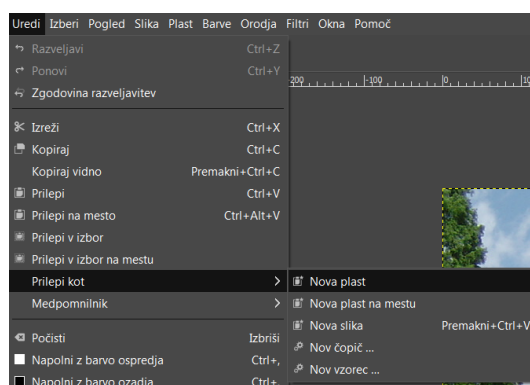 Uredi Izberi Pogled Slika Plast Barve Orodja Filtri Okna Pomoč
Razveljavi Ctrl+Z
Ponovi Ctrl+Y
Zgodovina razveljavitev
Izreži Ctrl+X
Kopiraj Ctrl+C
Kopiraj vidno Premakni+Ctrl+C
Prilepi Ctrl+V
Prilepi na mesto Ctrl+Alt+V
Prilepi v izbor
Prilepi v izbor na mestu
Prilepi kot >
Medpomnilnik >
Počisti Izbriši
Napolni z barvo ospredja Ctrl+,
Napolni z barvo ozadja Ctrl+.
-100 0
Nova plast
Nova plast na mestu
Nova slika Premakni+Ctrl+V
Nov čopič ...
Nov vzorec ...